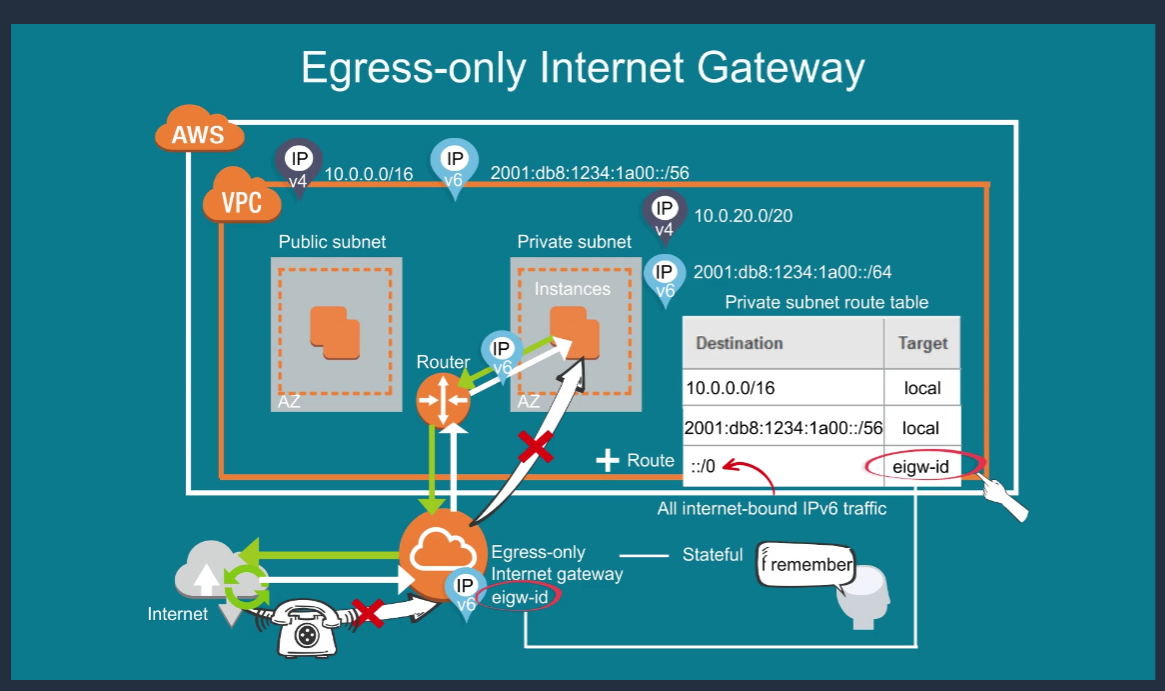 Egress-only Internet Gateway
AWS
IP
v4
10.0.0.0/16
IP
v6
2001:db8:1234:1a00::/56
VPC
IP
v4
10.0.20.0/20
Public subnet
Private subnet
IP
v6
2001:db8:1234:1a00::/64
Instances
Private subnet route table
Destination Target
10.0.0.0/16 local
2001:db8:1234:1a00::/56 local
::/0 eigw-id
IP
v6
Router
AZ
AZ
Route
All internet-bound IPv6 traffic
Egress-only
Internet gateway
eigw-id
Stateful
remember
IP
v6
Internet